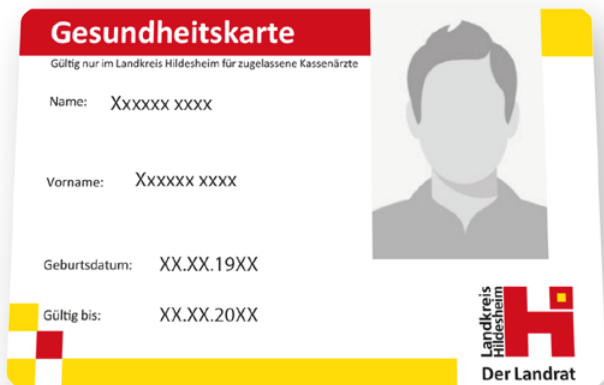 Gesundheitskarte
Gültig nur im Landkreis Hildesheim für zugelassene Kassenärzte
Name: Xxxxxx xxxx
Vorname: Xxxxxx xxxx
Geburtsdatum: XX.XX.19XX
Gültig bis: XX.XX.20XX
Landkreis
Hildesheim
Der Landrat